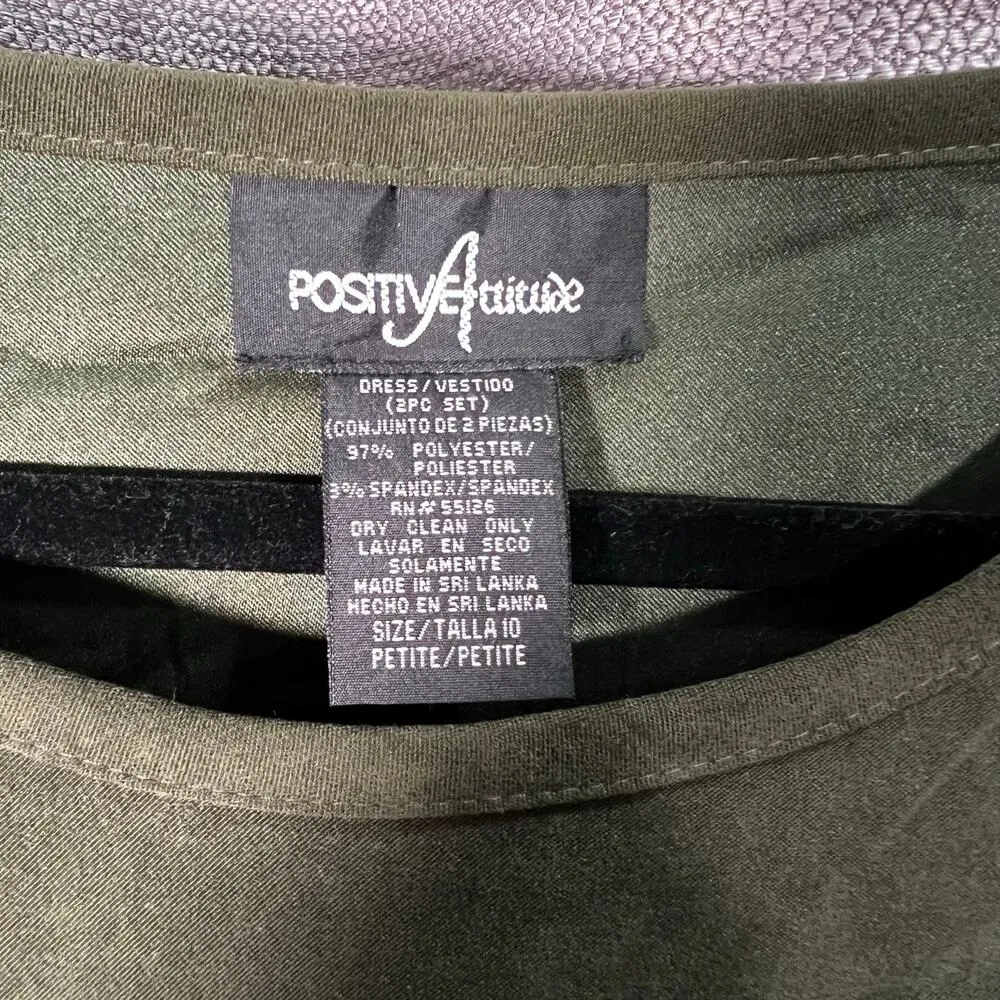 POSITIVE Attitude
DRESS/VESTIDO
(2PC SET)
(CONJUNTO DE 2 PIEZAS)
97% POLYESTER/
POLIESTER
3% SPANDEX/SPANDEX
RN# 55126
DRY CLEAN ONLY
LAVAR EN SECO
SOLAMENTE
MADE IN SRI LANKA
HECHO EN SRI LANKA
SIZE/TALLA 10
PETITE/PETITE